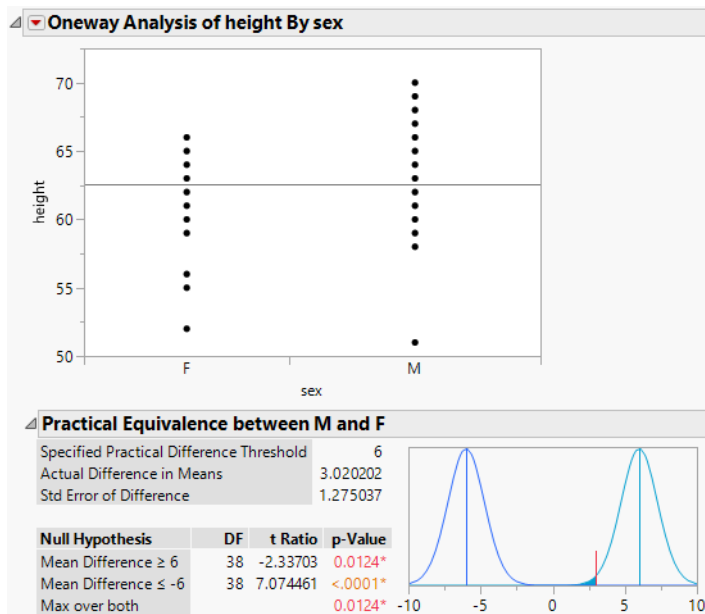 Oneway Analysis of height By sex
70
65
60
55
50
height
F M
sex
Practical Equivalence between M and F
Specified Practical Difference Threshold 6
Actual Difference in Means 3.020202
Std Error of Difference 1.275037
Null Hypothesis DF t Ratio p-Value
Mean Difference ≥ 6 38 -2.33703 0.0124*
Mean Difference ≤ -6 38 7.074461 <.0001*
Max over both 0.0124*
-10 -5 0 5 10